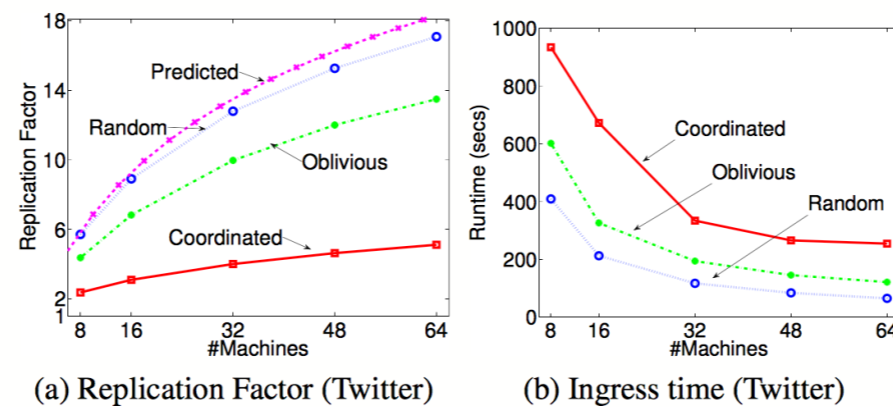 18
14
10
6
2
1
Replication Factor
Predicted
Random
Oblivious
Coordinated
8 16 32 48 64
#Machines
(a) Replication Factor (Twitter)
1000
800
600
400
200
0
Runtime (secs)
Coordinated
Oblivious
Random
8 16 32 48 64
#Machines
(b) Ingress time (Twitter)